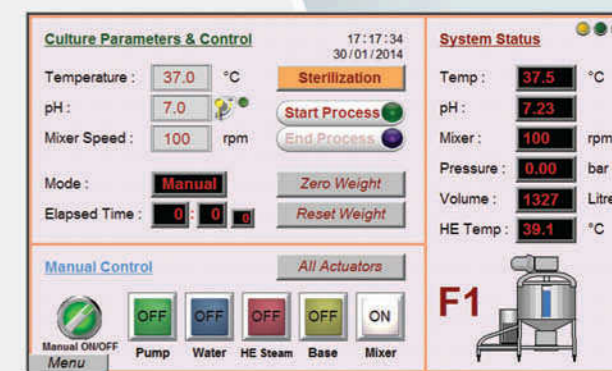 Culture Parameters & Control
17:17:34
30/01/2014
Temperature : 37.0 °C
Sterilization
pH : 7.0
Start Process
Mixer Speed : 100 rpm
End Process
Mode : Manual
Zero Weight
Elapsed Time : 0 : 0 0
Reset Weight
Manual Control
All Actuators
OFF OFF OFF OFF ON
Manual ON/OFF
Pump Water HE Steam Base Mixer
Menu
System Status
Temp : 37.5 °C
pH : 7.23
Mixer : 100 rpm
Pressure : 0.00 bar
Volume : 1327 Litre
HE Temp : 39.1 °C
F1